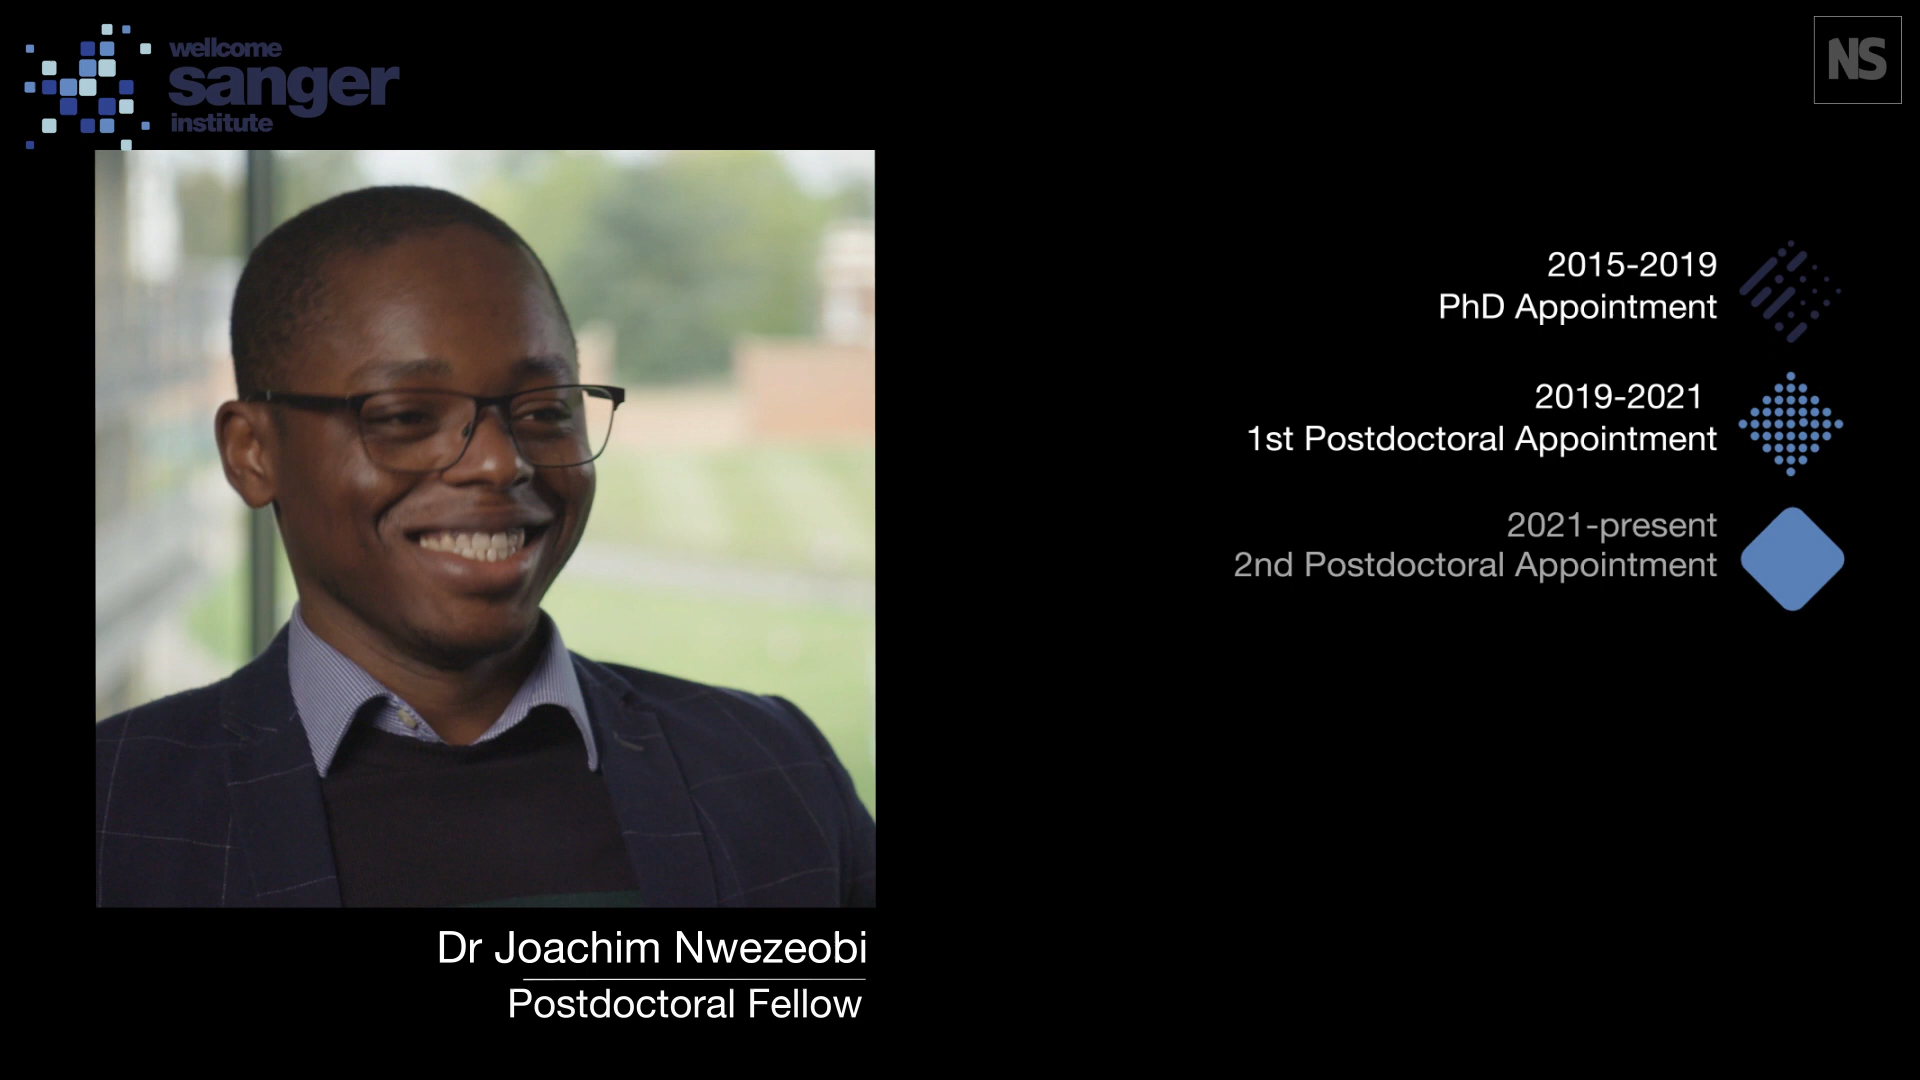 wellcome
sanger
institute
NS
2015-2019
PhD Appointment
2019-2021
1st Postdoctoral Appointment
2021-present
2nd Postdoctoral Appointment
Dr Joachim Nwezeobi
Postdoctoral Fellow